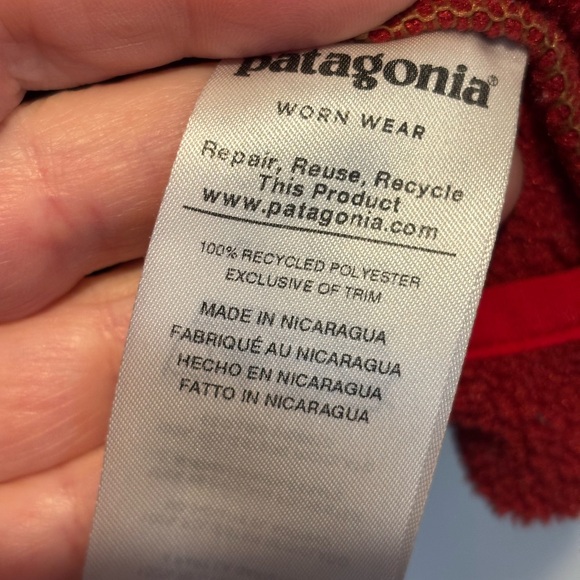 patagonia®
WORN WEAR
Repair, Reuse, Recycle
This Product
www.patagonia.com
100% RECYCLED POLYESTER
EXCLUSIVE OF TRIM
MADE IN NICARAGUA
FABRIQUÉ AU NICARAGUA
HECHO EN NICARAGUA
FATTO IN NICARAGUA